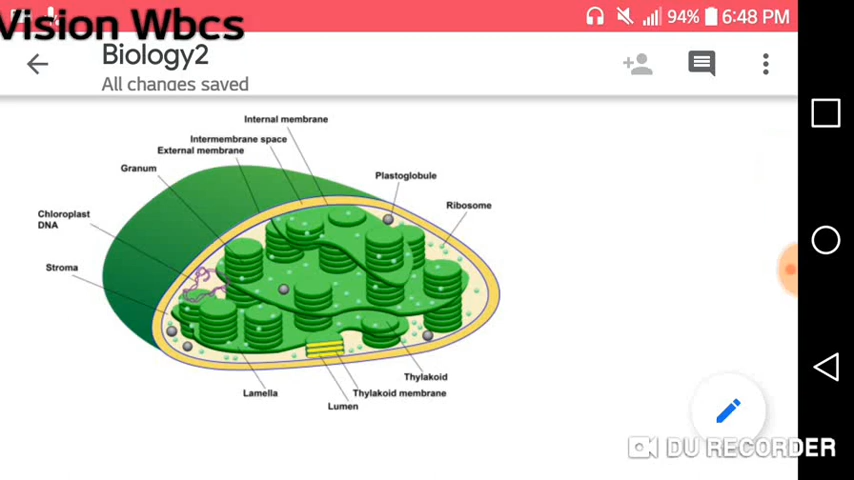 Vision Wbcs
94% 6:48 PM
Biology2
All changes saved
Internal membrane
Intermembrane space
External membrane
Granum
Plastoglobule
Ribosome
Chloroplast
DNA
Stroma
Thylakoid
Lamella
Thylakoid membrane
Lumen
DU RECORDER